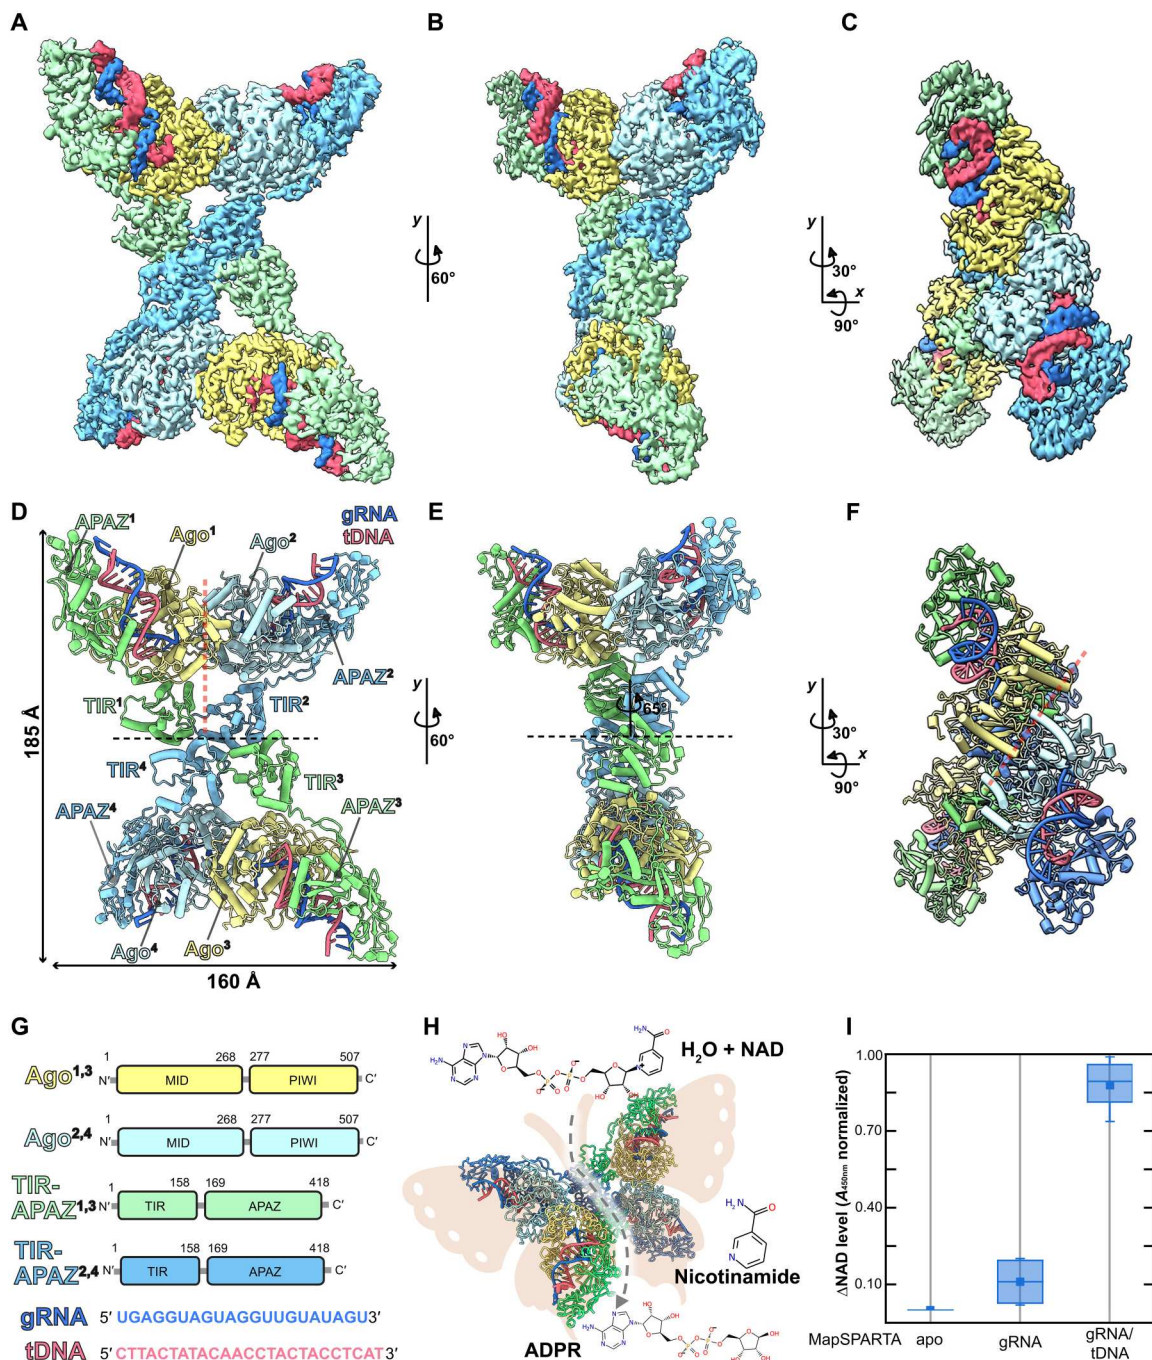 A
B
C
y
60°
y
30°
x
90°
D
APAZ¹
Ago¹
Ago²
gRNA
tDNA
APAZ²
TIR¹
TIR²
TIR⁴
TIR³
APAZ⁴
APAZ³
Ago⁴
Ago³
185 Å
160 Å
E
y
60°
65°
F
y
30°
x
90°
G
1 268 277 507
Ago¹,³ N′ MID PIWI C′
1 268 277 507
Ago²,⁴ N′ MID PIWI C′
1 158 169 418
TIR-APAZ¹,³ N′ TIR APAZ C′
1 158 169 418
TIR-APAZ²,⁴ N′ TIR APAZ C′
gRNA 5′ UGAGGUAGUAGGUUGUAUAGU3′
tDNA 5′ CTTACTATACAACCTACTACCTCAT3′
H
H₂O + NAD
Nicotinamide
ADPR
I
ΔNAD level (A₄₅₀nm normalized)
1.00
0.70
0.40
0.10
MapSPARTA apo gRNA gRNA/
tDNA